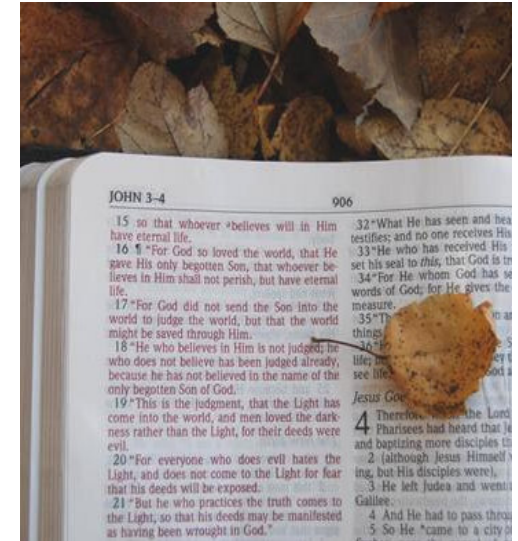 JOHN 3–4
906
15 so that whoever *believes will in Him
have eternal life.
16 ¶ "For God so loved the world, that He
gave His only begotten Son, that whoever be-
lieves in Him shall not perish, but have eternal
life.
17 "For God did not send the Son into the
world to judge the world, but that the world
might be saved through Him.
18 "He who believes in Him is not judged; he
who does not believe has been judged already,
because he has not believed in the name of the
only begotten Son of God.
19 "This is the judgment, that the Light has
come into the world, and men loved the dark-
ness rather than the Light, for their deeds were
evil.
20 "For everyone who does evil hates the
Light, and does not come to the Light for fear
that his deeds will be exposed.
21 "But he who practices the truth comes to
the Light, so that his deeds may be manifested
as having been wrought in God."
32 "What He has seen and
testifies; and no one receives His
33 "He who has received His
set his seal to this, that God is
34 "For He whom God has
words of God; for He gives the
measure.
35
things
36
life;
see life
Jesus
4 the Lord
Pharisees had heard that
and baptizing more disciples
2 (although Jesus Himself
ing, but His disciples were),
3 He left Judea and went
Galilee.
4 And He had to pass
5 So He *came to a city